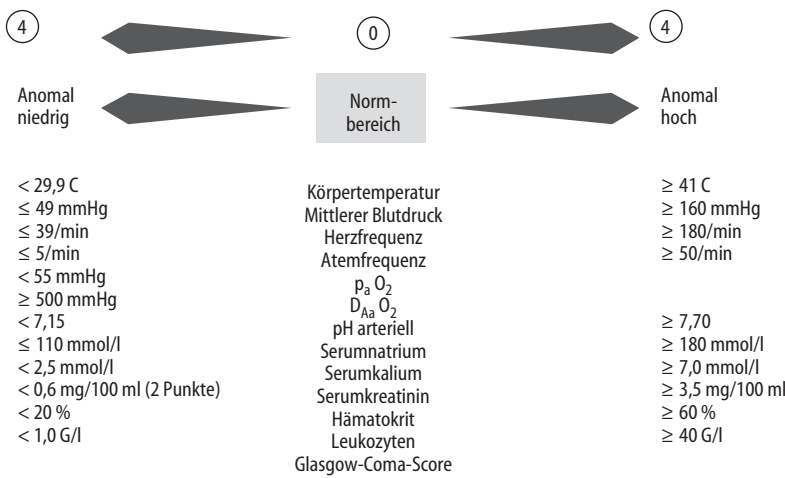 4 0 4
Anomal niedrig
Norm-
bereich
Anomal hoch
< 29,9 C Körpertemperatur ≥ 41 C
≤ 49 mmHg Mittlerer Blutdruck ≥ 160 mmHg
≤ 39/min Herzfrequenz ≥ 180/min
≤ 5/min Atemfrequenz ≥ 50/min
< 55 mmHg pa O2
≥ 500 mmHg DAa O2
< 7,15 pH arteriell ≥ 7,70
≤ 110 mmol/l Serumnatrium ≥ 180 mmol/l
< 2,5 mmol/l Serumkalium ≥ 7,0 mmol/l
< 0,6 mg/100 ml (2 Punkte) Serumkreatinin ≥ 3,5 mg/100 ml
< 20 % Hämatokrit ≥ 60 %
< 1,0 G/l Leukozyten ≥ 40 G/l
Glasgow-Coma-Score